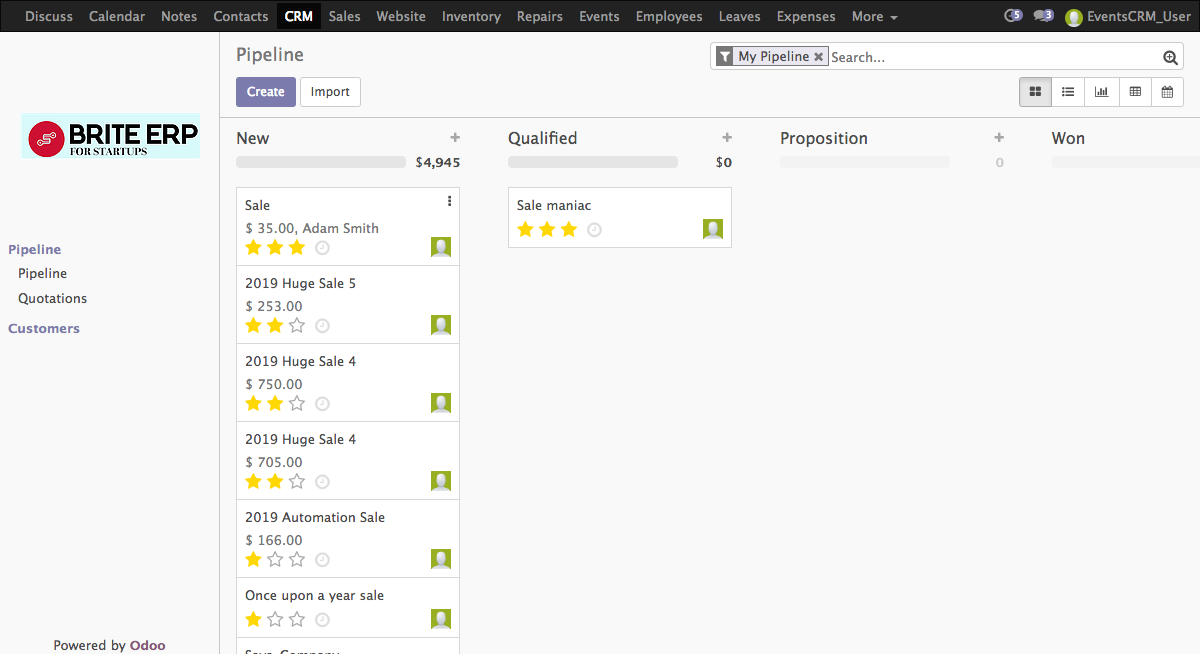 Discuss Calendar Notes Contacts CRM Sales Website Inventory Repairs Events Employees Leaves Expenses More 5 3 EventsCRM_User
Pipeline
My Pipeline Search...
Create Import
BRITE ERP
FOR STARTUPS
Pipeline
Pipeline
Quotations
Customers
Powered by Odoo
New
$4,945
Sale
$ 35.00, Adam Smith
2019 Huge Sale 5
$ 253.00
2019 Huge Sale 4
$ 750.00
2019 Huge Sale 4
$ 705.00
2019 Automation Sale
$ 166.00
Once upon a year sale
Qualified
$0
Sale maniac
Proposition
0
Won